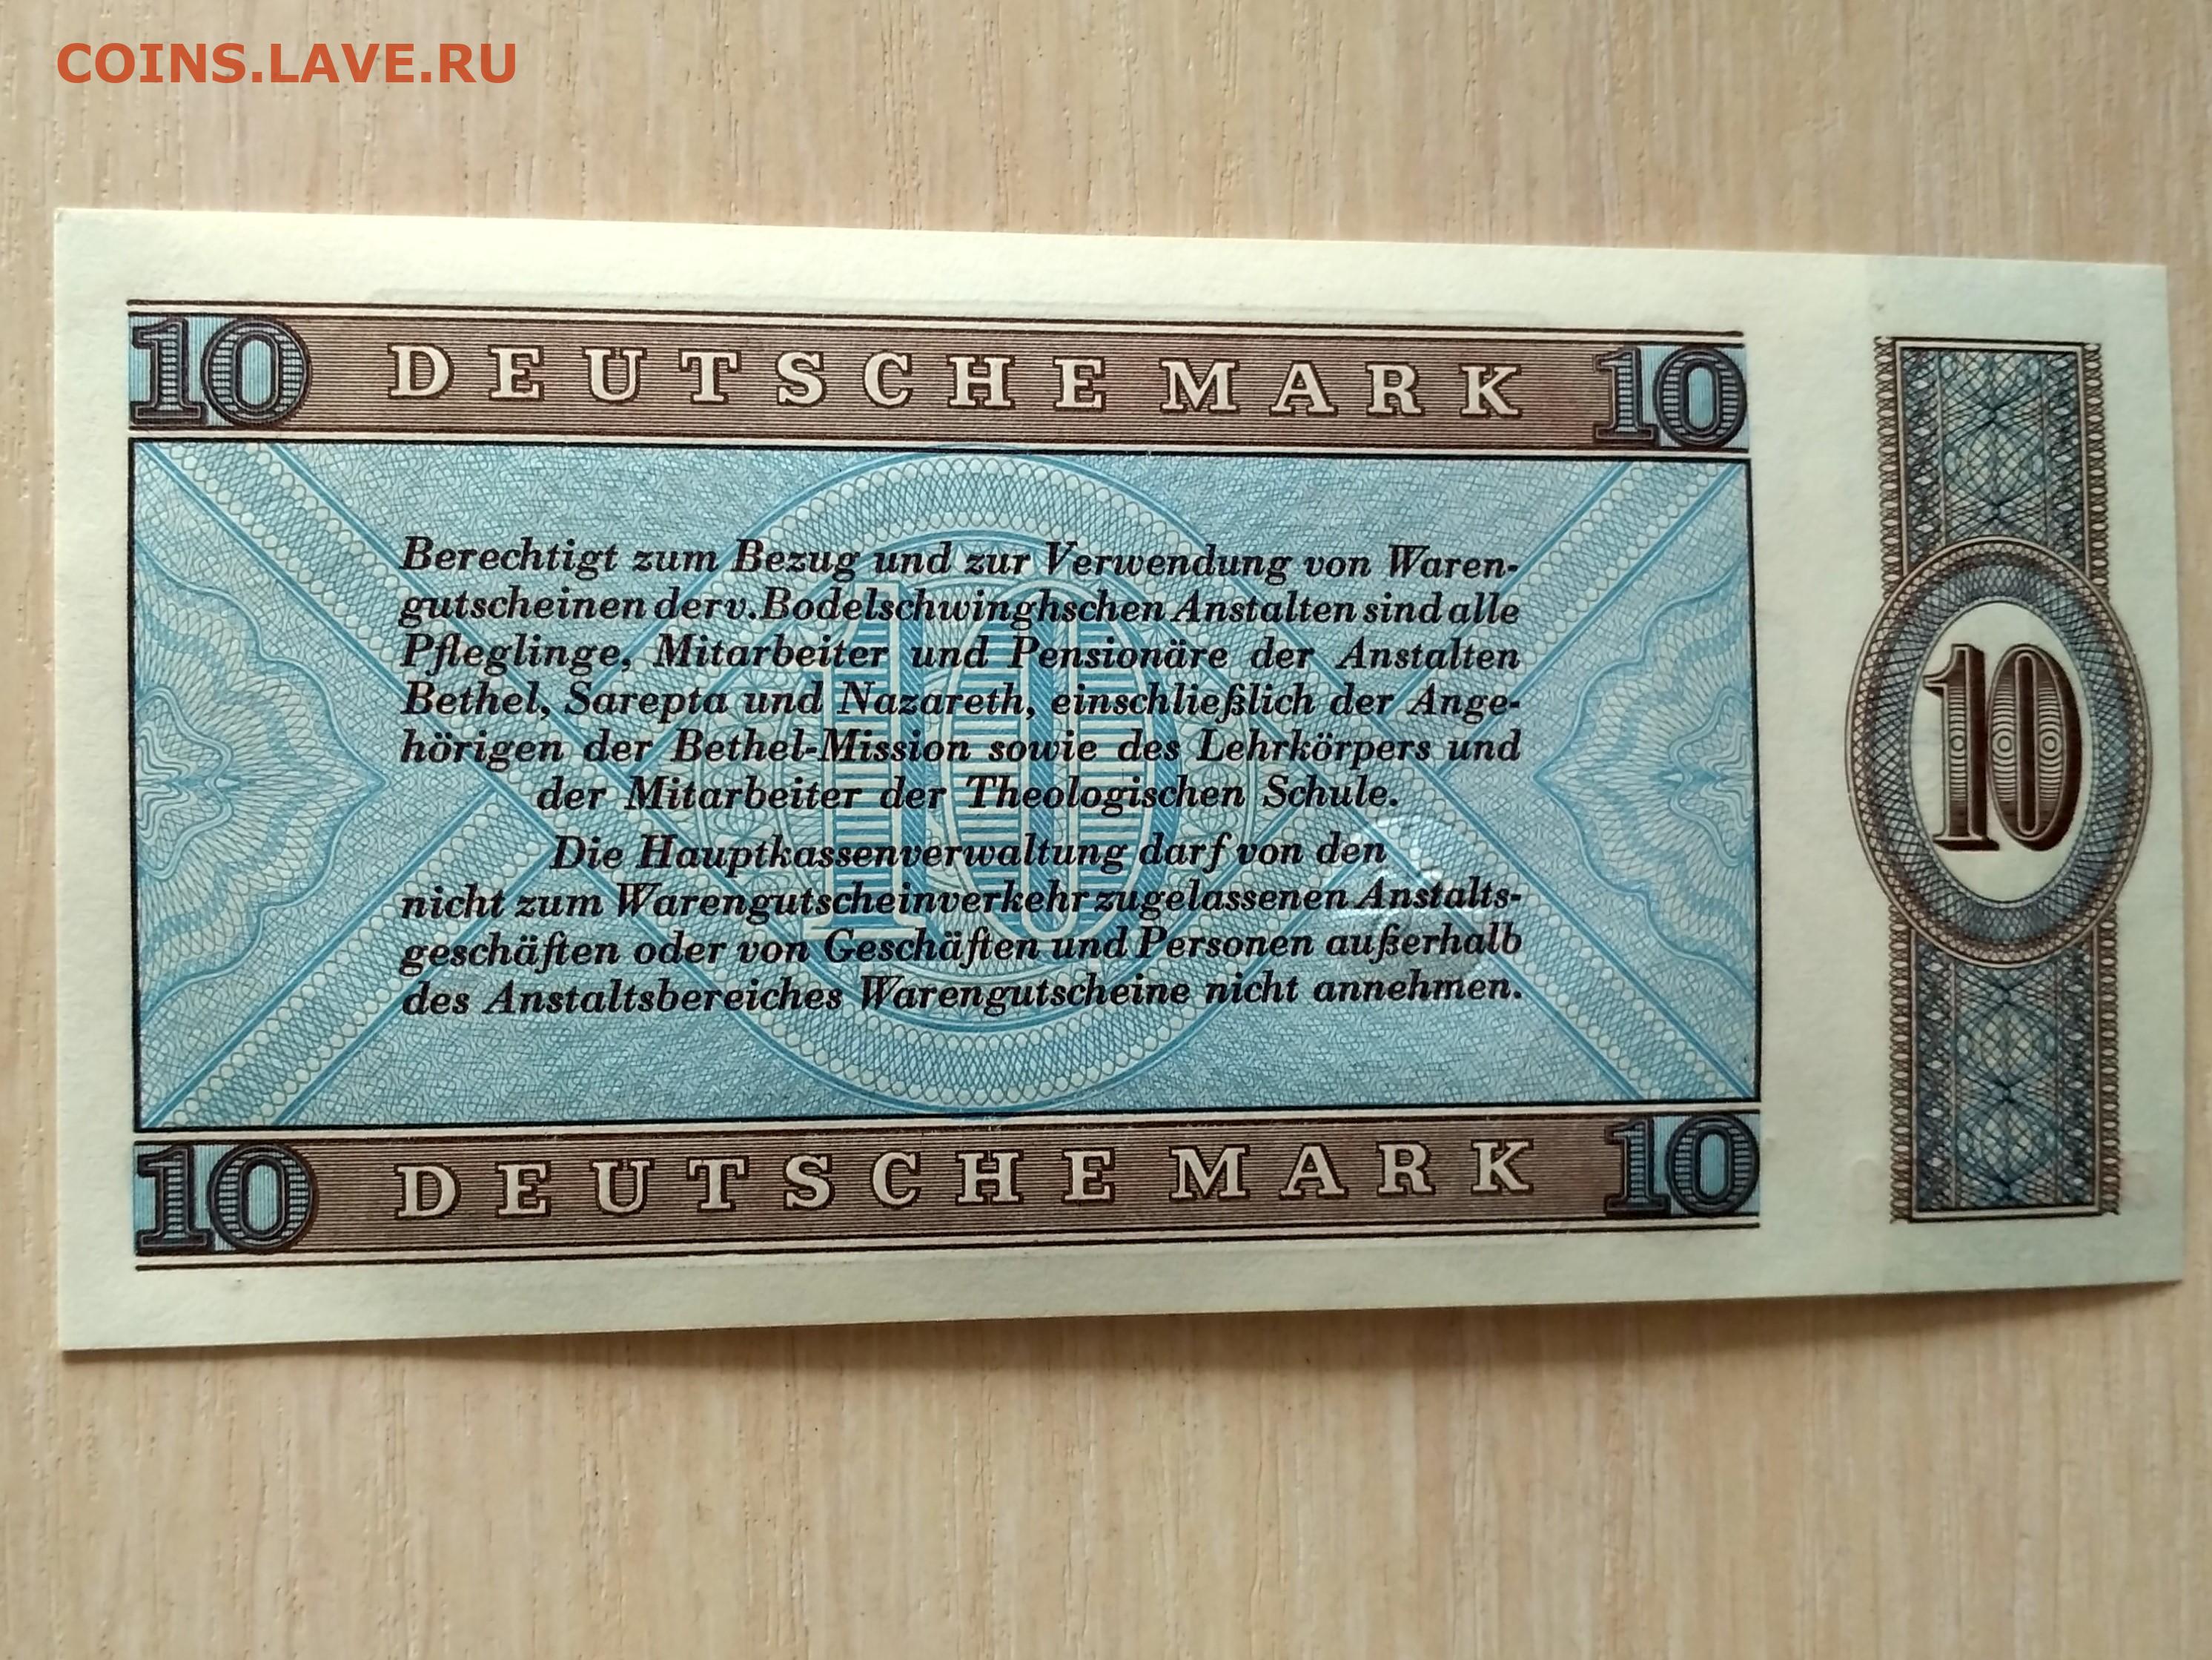 COINS.LAVE.RU
10 DEUTSCHE MARK 10
Berechtigt zum Bezug und zur Verwendung von Waren-
gutscheinen der v. Bodelschwinghschen Anstalten sind alle
Pfleglinge, Mitarbeiter und Pensionäre der Anstalten
Bethel, Sarepta und Nazareth, einschließlich der Ange-
hörigen der Bethel-Mission sowie des Lehrkörpers und
der Mitarbeiter der Theologischen Schule.
Die Hauptkassenverwaltung darf von den
nicht zum Warengutscheinverkehr zugelassenen Anstalts-
geschäften oder von Geschäften und Personen außerhalb
des Anstaltsbereiches Warengutscheine nicht annehmen.
10
10 DEUTSCHE MARK 10
10